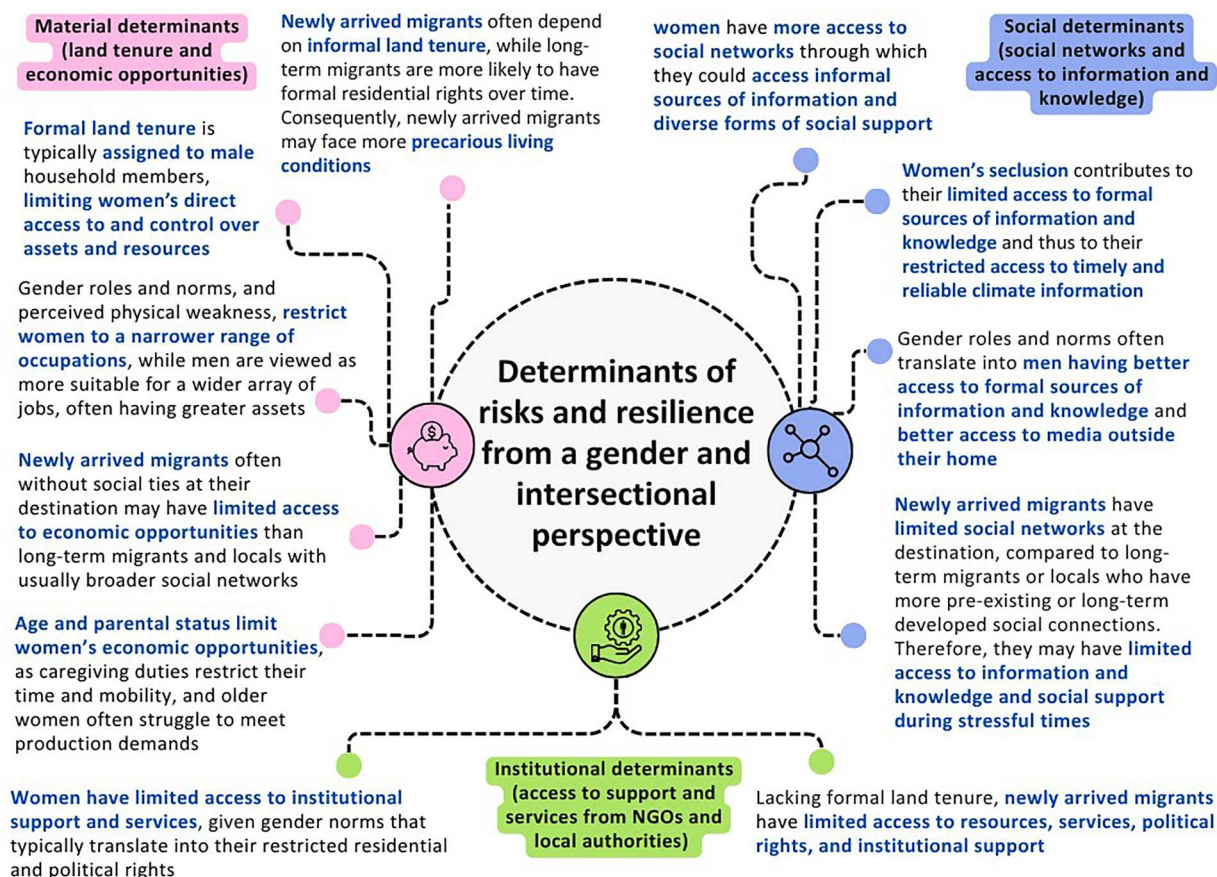 Material determinants
(land tenure and
economic opportunities)
Newly arrived migrants often depend
on informal land tenure, while long-
term migrants are more likely to have
formal residential rights over time.
Consequently, newly arrived migrants
may face more precarious living
conditions
women have more access to
social networks through which
they could access informal
sources of information and
diverse forms of social support
Social determinants
(social networks and
access to information and
knowledge)
Formal land tenure is
typically assigned to male
household members,
limiting women's direct
access to and control over
assets and resources
Women's seclusion contributes to
their limited access to formal
sources of information and
knowledge and thus to their
restricted access to timely and
reliable climate information
Gender roles and norms, and
perceived physical weakness, restrict
women to a narrower range of
occupations, while men are viewed as
more suitable for a wider array of
jobs, often having greater assets
Determinants of
risks and resilience
from a gender and
intersectional
perspective
$
Gender roles and norms often
translate into men having better
access to formal sources of
information and knowledge and
better access to media outside
their home
Newly arrived migrants often
without social ties at their
destination may have limited access
to economic opportunities than
long-term migrants and locals with
usually broader social networks
Newly arrived migrants have
limited social networks at the
destination, compared to long-
term migrants or locals who have
more pre-existing or long-term
developed social connections.
Therefore, they may have limited
access to information and
knowledge and social support
during stressful times
Age and parental status limit
women's economic opportunities,
as caregiving duties restrict their
time and mobility, and older
women often struggle to meet
production demands
Women have limited access to institutional
support and services, given gender norms that
typically translate into their restricted residential
and political rights
Institutional determinants
(access to support and
services from NGOs and
local authorities)
Lacking formal land tenure, newly arrived migrants
have limited access to resources, services, political
rights, and institutional support